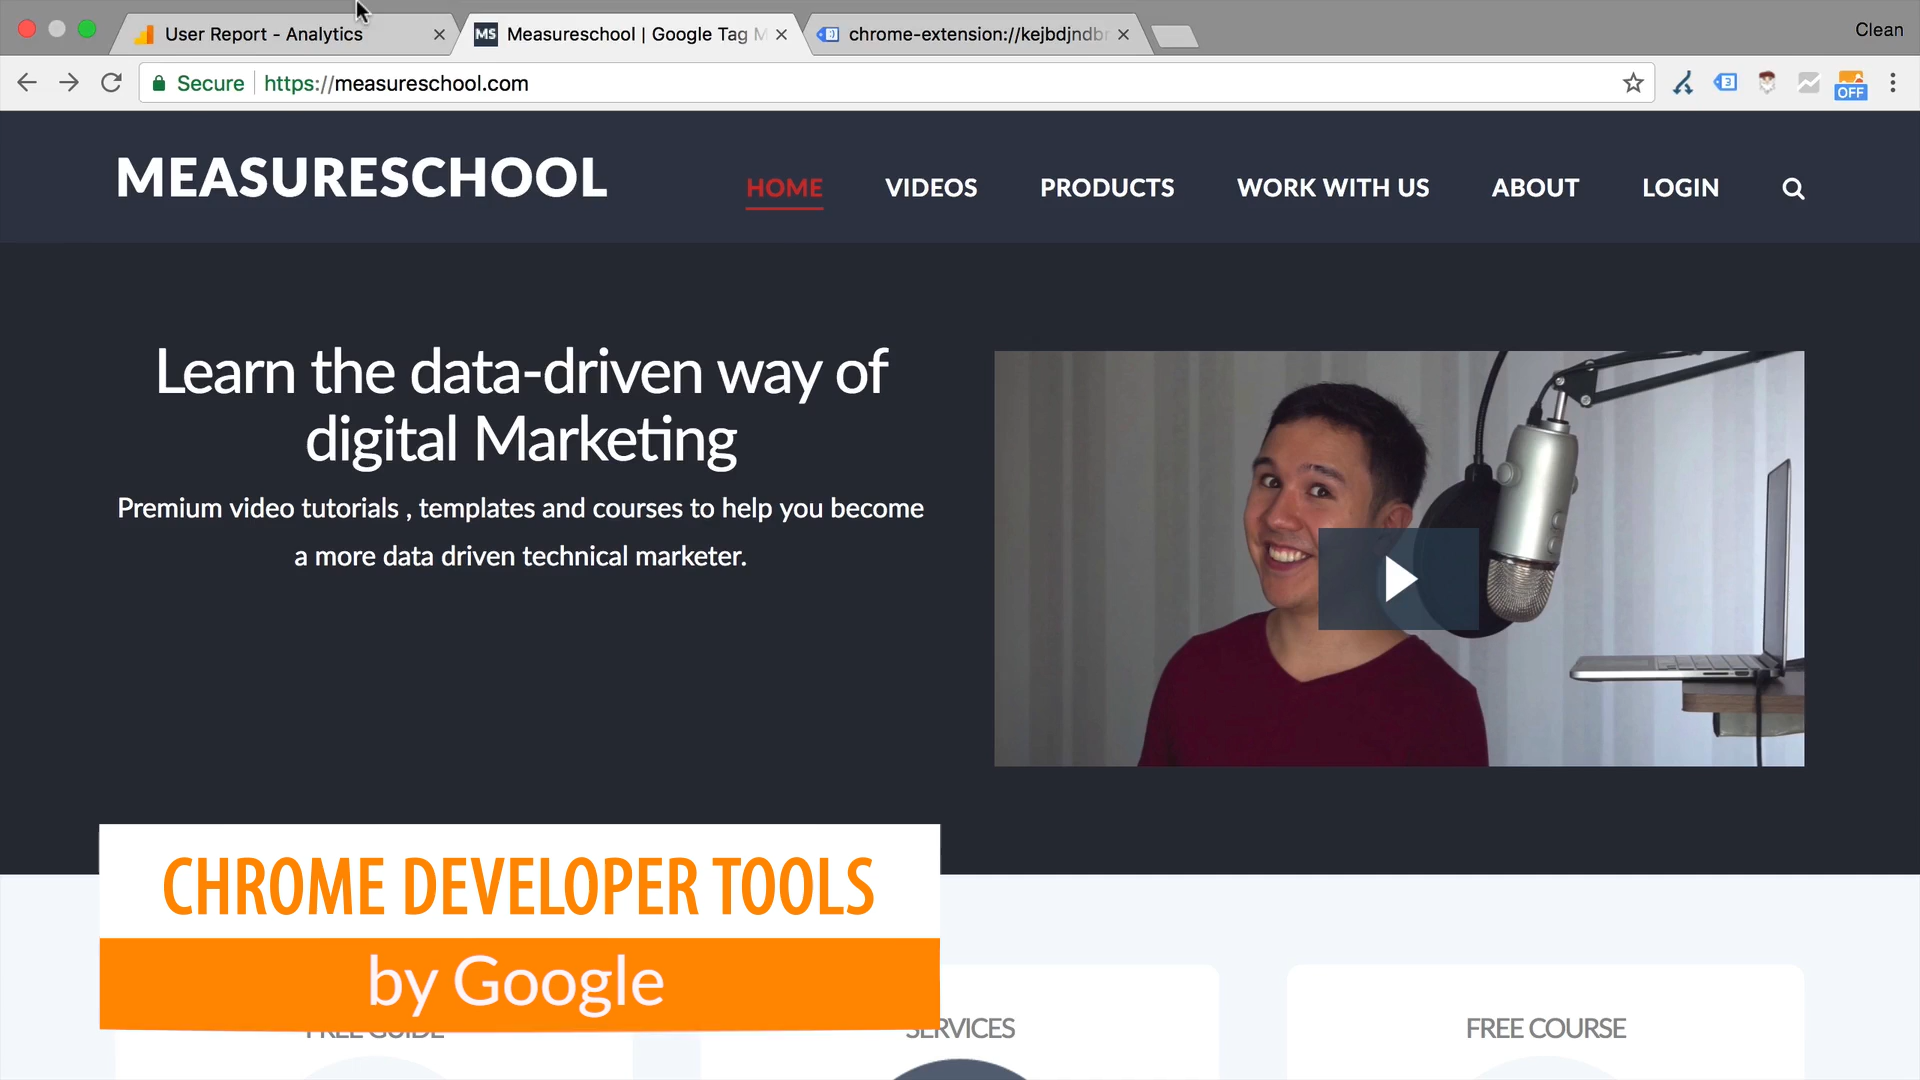 User Report - Analytics
MS Measureschool | Google Tag M
chrome-extension://kejbdjndbr
Clean
Secure https://measureschool.com
3
OFF
MEASURESCHOOL
HOME VIDEOS PRODUCTS WORK WITH US ABOUT LOGIN
Learn the data-driven way of
digital Marketing
Premium video tutorials , templates and courses to help you become
a more data driven technical marketer.
CHROME DEVELOPER TOOLS
by Google
FREE GUIDE
SERVICES
FREE COURSE